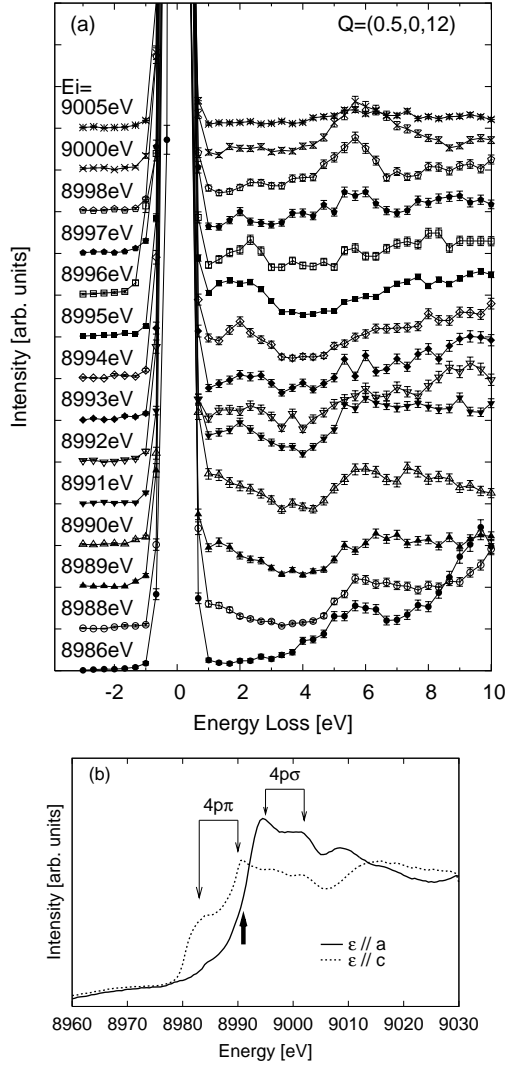 (a)
Q=(0.5,0,12)
Ei=
9005eV
9000eV
8998eV
8997eV
8996eV
8995eV
8994eV
8993eV
8992eV
8991eV
8990eV
8989eV
8988eV
8986eV
Intensity [arb. units]
-2 0 2 4 6 8 10
Energy Loss [eV]
(b)
4pσ
4pπ
Intensity [arb. units]
ε // a
ε // c
8960 8970 8980 8990 9000 9010 9020 9030
Energy [eV]